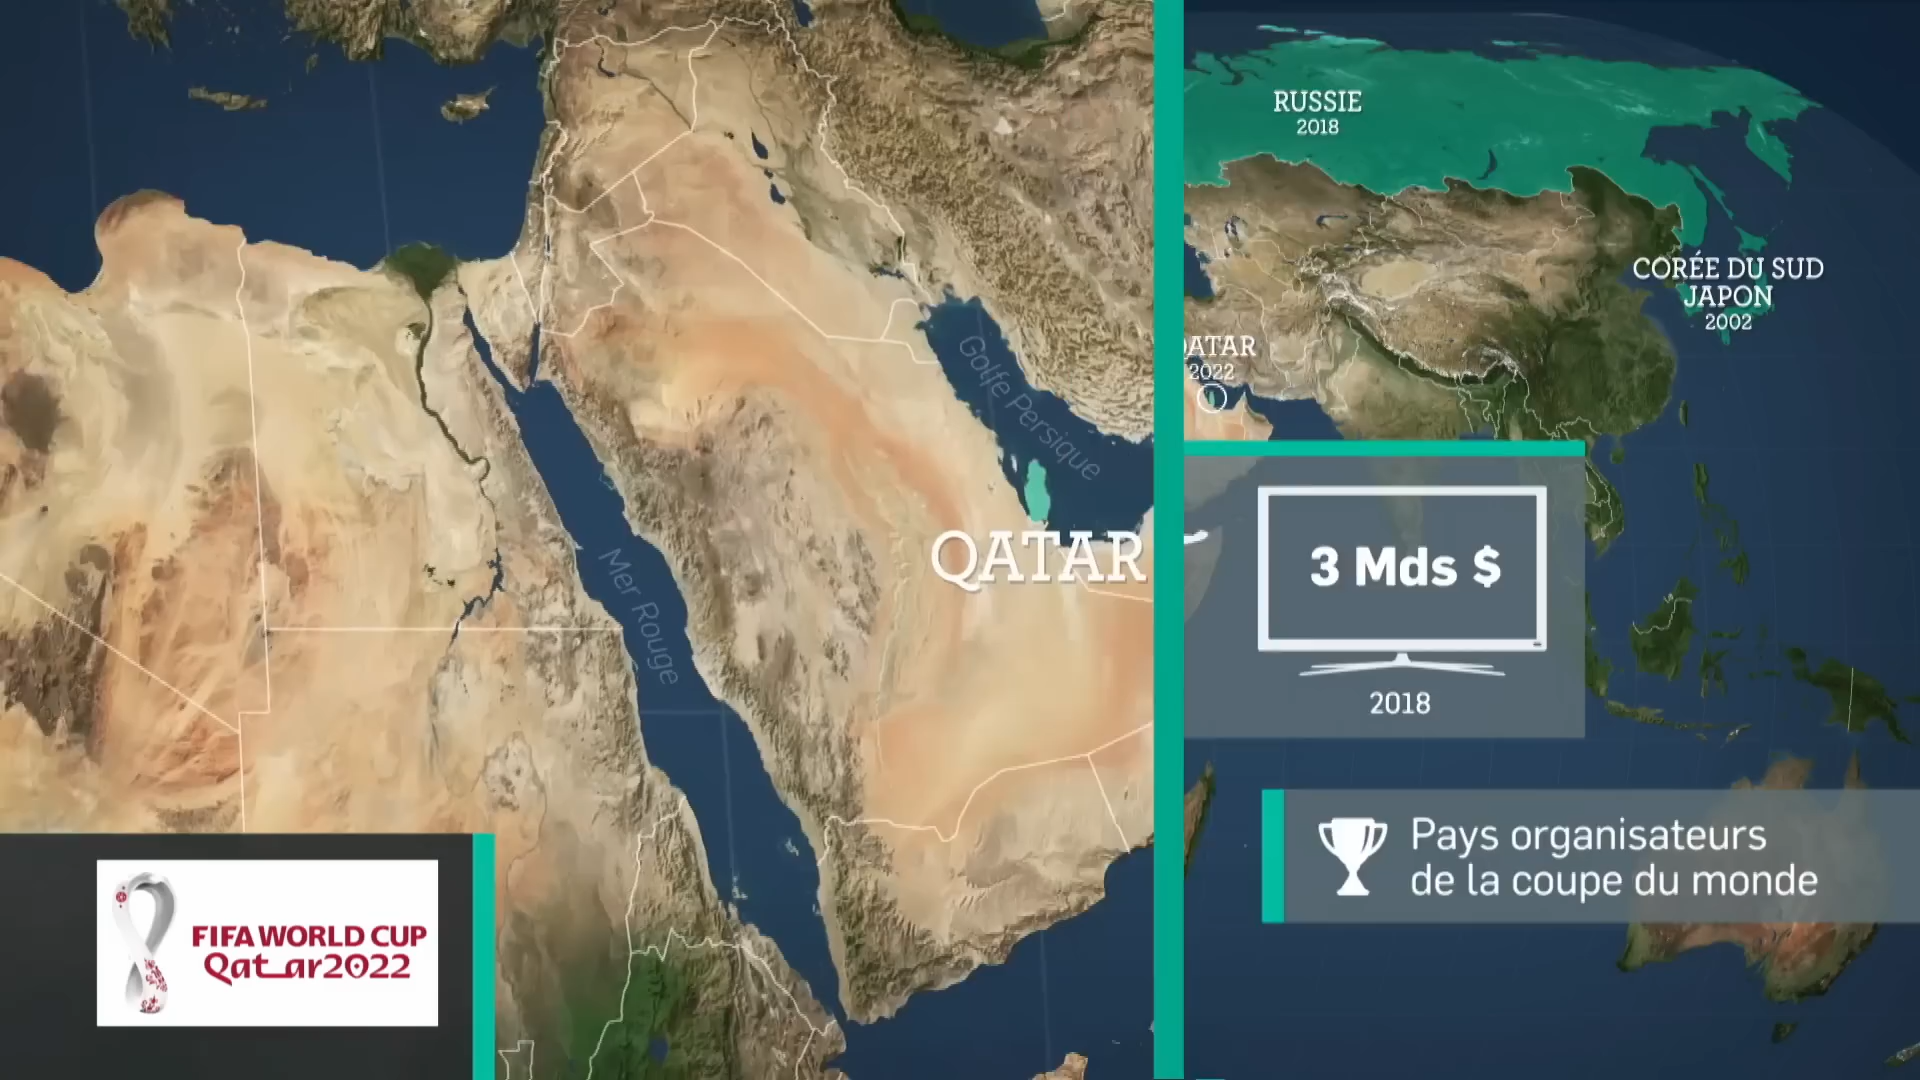 Golfe Persique
QATAR
Mer Rouge
FIFA WORLD CUP
Qatar2022
RUSSIE
2018
CORÉE DU SUD
JAPON
2002
ATAR
2022
3 Mds $
2018
Pays organisateurs
de la coupe du monde